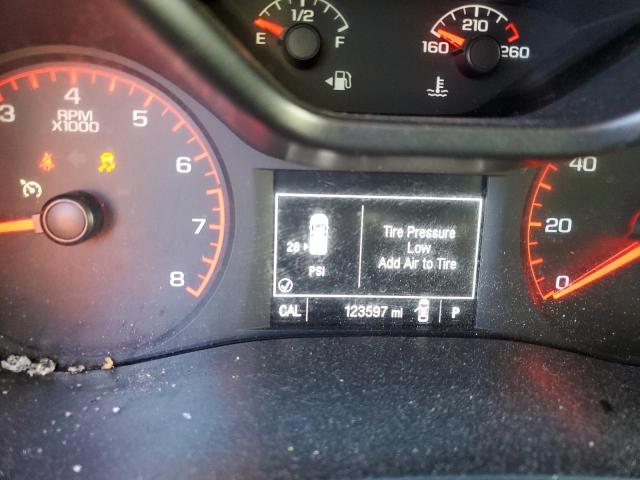 1/2
E F
210
160 260
3 4 5 6 7 8
RPM
X1000
40
20
0
Tire Pressure
Low
Add Air to Tire
PSI
CAL 123597 mi P